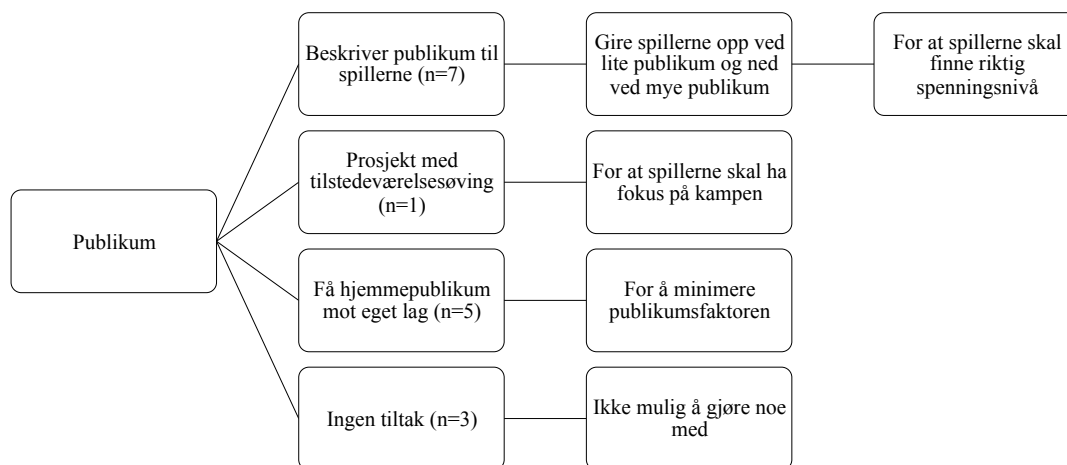 Publikum
Beskriver publikum til
spillerne (n=7)
Gire spillerne opp ved
lite publikum og ned
ved mye publikum
For at spillerne skal
finne riktig
spenningsnivå
Prosjekt med
tilstedeværelsesøving
(n=1)
For at spillerne skal ha
fokus på kampen
Få hjemmepublikum
mot eget lag (n=5)
For å minimere
publikumsfaktoren
Ingen tiltak (n=3)
Ikke mulig å gjøre noe
med